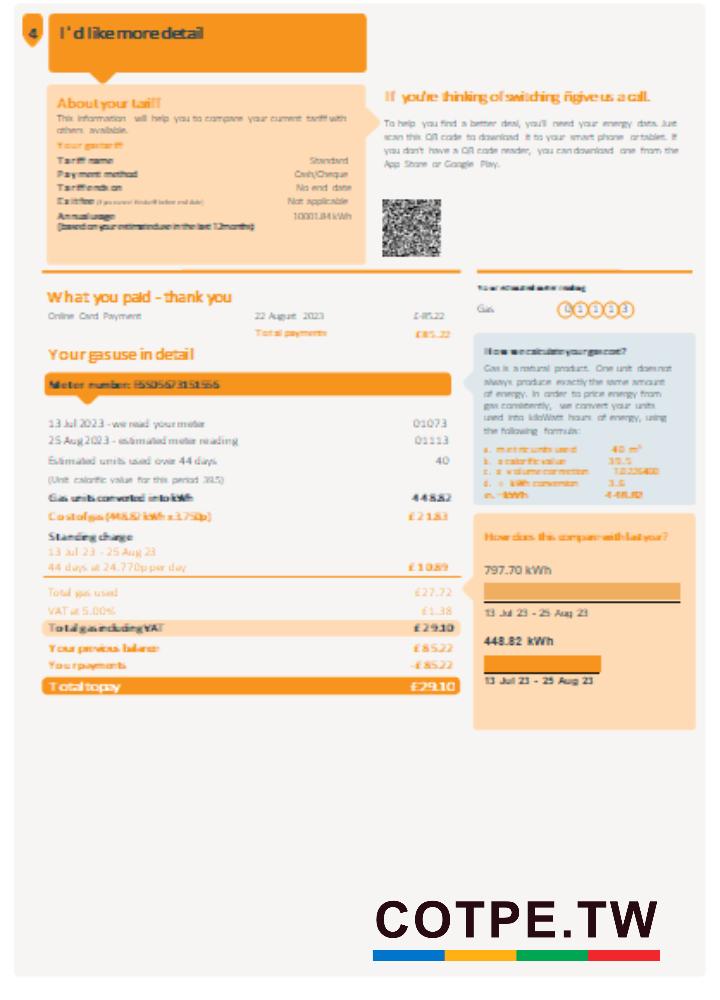 4
I'd like more detail
About your tariff
This information will help you to compare your current tariff with
others available.
Your gas tariff
Tariff name Standard
Payment method Cash/Cheque
Tariff ends on No end date
Exit fee Not applicable
Annual usage 10001.84 kWh
(based on your estimated use in the last 12 months)
If you're thinking of switching ñ give us a call.
To help you find a better deal, you'll need your energy data. Just
scan this QR code to download it to your smart phone or tablet. If
you don't have a QR code reader, you can download one from the
App Store or Google Play.
What you paid - thank you
Online Card Payment 22 August 2023 £-85.22
Total payments £85.22
Your gas use in detail
Meter number:
13 Jul 2023 - we read your meter 01073
25 Aug 2023 - estimated meter reading 01113
Estimated units used over 44 days 40
(Unit calorific value for this period 39.5)
Gas units converted into kWh 448.82
Cost of gas (448.82 kWh x 3.750p) £21.83
Standing charge
13 Jul 23 - 25 Aug 23
44 days at 24.770p per day £10.89
Total gas used £27.72
VAT at 5.00% £1.38
Total gas including VAT £29.10
Your previous balance £85.22
Your payments -£85.22
Total to pay £29.10
Your estimated meter reading
Gas 01113
How we calculate your gas cost?
Gas is a natural product. One unit does not
always produce exactly the same amount
of energy. In order to price energy from
gas consistently, we convert your units
used into kiloWatt hours of energy, using
the following formula:
a. metric units used 40 m³
b. x calorific value 39.5
c. x volume correction 1.0226400
d. ÷ kWh conversion 3.6
e. =kWh 448.82
How does this compare with last year?
797.70 kWh
13 Jul 23 - 25 Aug 23
448.82 kWh
13 Jul 23 - 25 Aug 23
COTPE.TW